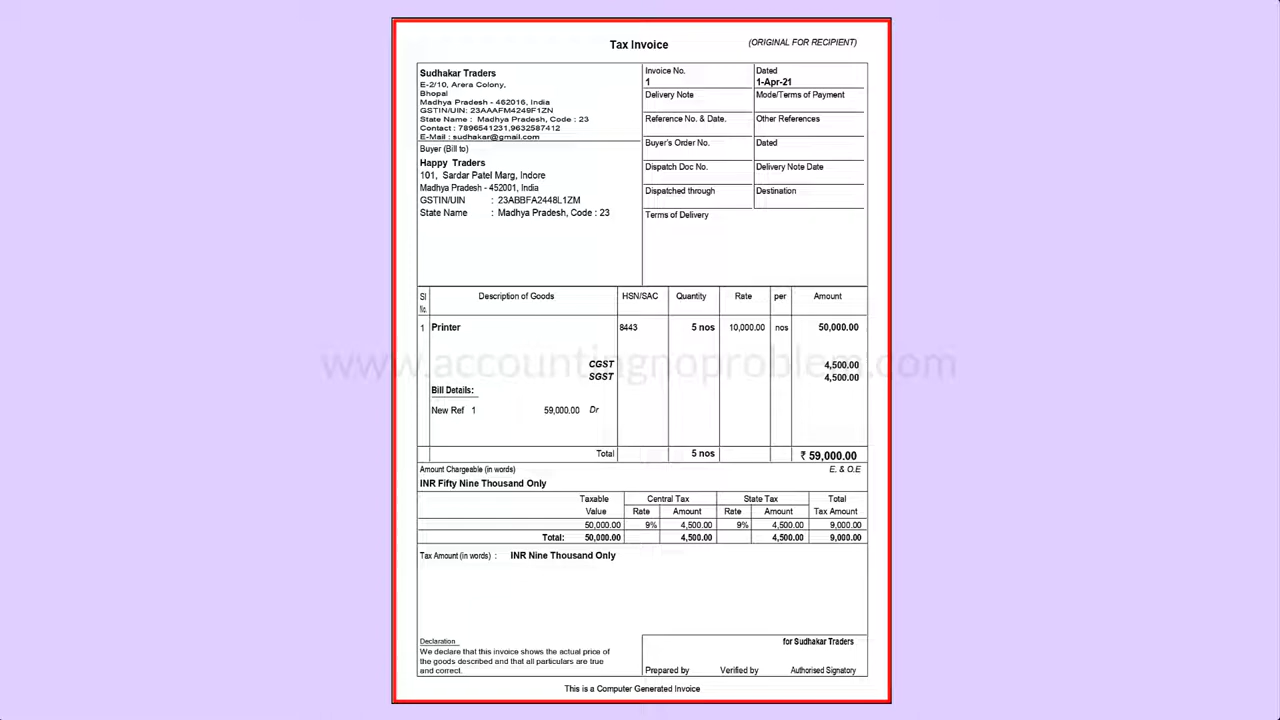 Tax Invoice
(ORIGINAL FOR RECIPIENT)
Sudhakar Traders
E-2/10, Arera Colony,
Bhopal
Madhya Pradesh - 462016, India
GSTIN/UIN: 23AAAFM4249F1ZN
State Name : Madhya Pradesh, Code : 23
Contact : 7896541231,9632587412
E-Mail : sudhakar@gmail.com
Invoice No.
1
Dated
1-Apr-21
Delivery Note
Mode/Terms of Payment
Reference No. & Date.
Other References
Buyer's Order No.
Dated
Dispatch Doc No.
Delivery Note Date
Dispatched through
Destination
Terms of Delivery
Buyer (Bill to)
Happy Traders
101, Sardar Patel Marg, Indore
Madhya Pradesh - 452001, India
GSTIN/UIN : 23ABBFA2448L1ZM
State Name : Madhya Pradesh, Code : 23
Sl No. Description of Goods HSN/SAC Quantity Rate per Amount
1 Printer 8443 5 nos 10,000.00 nos 50,000.00
CGST 4,500.00
SGST 4,500.00
Bill Details:
New Ref 1 59,000.00 Dr
Total 5 nos ₹ 59,000.00
Amount Chargeable (in words) E. & O.E
INR Fifty Nine Thousand Only
Taxable Central Tax State Tax Total
Value Rate Amount Rate Amount Tax Amount
50,000.00 9% 4,500.00 9% 4,500.00 9,000.00
Total: 50,000.00 4,500.00 4,500.00 9,000.00
Tax Amount (in words) : INR Nine Thousand Only
Declaration
We declare that this invoice shows the actual price of
the goods described and that all particulars are true
and correct.
for Sudhakar Traders
Prepared by Verified by Authorised Signatory
This is a Computer Generated Invoice
www.accountingnoproblem.com